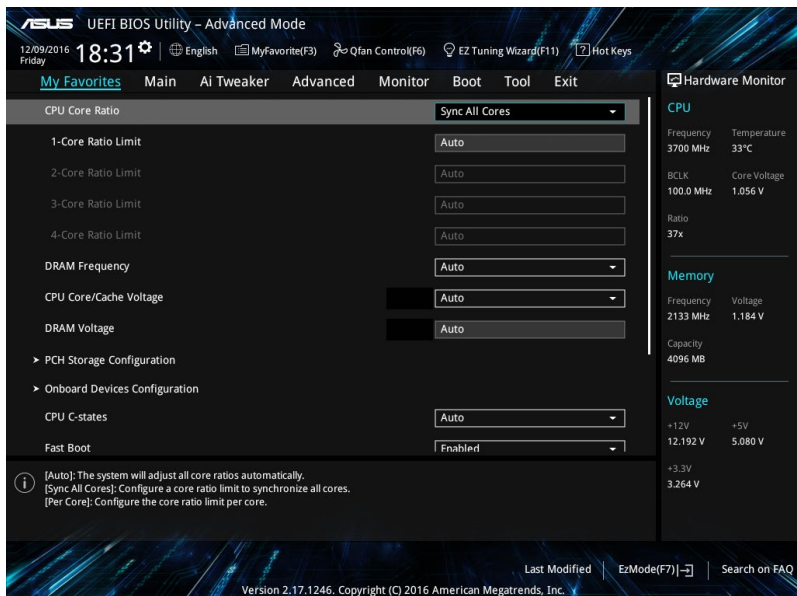 ASUS UEFI BIOS Utility – Advanced Mode
12/09/2016 Friday 18:31 English MyFavorite(F3) Qfan Control(F6) EZ Tuning Wizard(F11) ? Hot Keys
My Favorites Main Ai Tweaker Advanced Monitor Boot Tool Exit
CPU Core Ratio Sync All Cores
1-Core Ratio Limit Auto
2-Core Ratio Limit Auto
3-Core Ratio Limit Auto
4-Core Ratio Limit Auto
DRAM Frequency Auto
CPU Core/Cache Voltage Auto
DRAM Voltage Auto
> PCH Storage Configuration
> Onboard Devices Configuration
CPU C-states Auto
Fast Boot Enabled
[Auto]: The system will adjust all core ratios automatically.
[Sync All Cores]: Configure a core ratio limit to synchronize all cores.
[Per Core]: Configure the core ratio limit per core.
Hardware Monitor
CPU
Frequency Temperature
3700 MHz 33°C
BCLK Core Voltage
100.0 MHz 1.056 V
Ratio
37x
Memory
Frequency Voltage
2133 MHz 1.184 V
Capacity
4096 MB
Voltage
+12V +5V
12.192 V 5.080 V
+3.3V
3.264 V
Last Modified EzMode(F7) Search on FAQ
Version 2.17.1246. Copyright (C) 2016 American Megatrends, Inc.